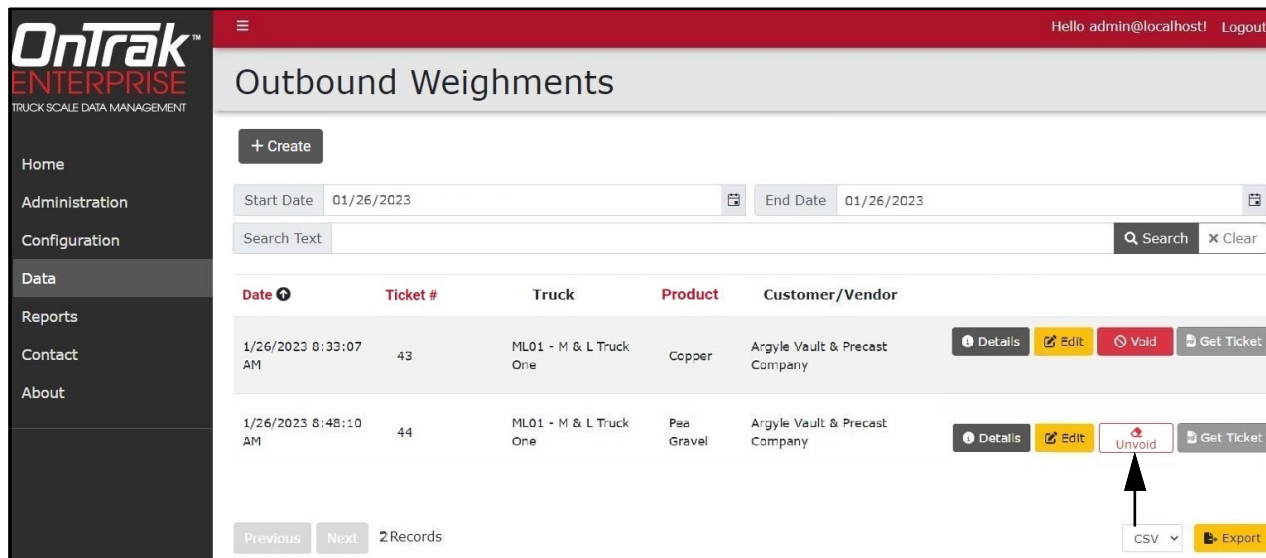 OnTrak™
ENTERPRISE
TRUCK SCALE DATA MANAGEMENT
Hello admin@localhost! Logout
Outbound Weighments
+ Create
Home
Administration
Configuration
Data
Reports
Contact
About
Start Date 01/26/2023 End Date 01/26/2023
Search Text Search × Clear
Date Ticket # Truck Product Customer/Vendor
1/26/2023 8:33:07 AM 43 ML01 - M & L Truck One Copper Argyle Vault & Precast Company Details Edit Void Get Ticket
1/26/2023 8:48:10 AM 44 ML01 - M & L Truck One Pea Gravel Argyle Vault & Precast Company Details Edit Unvoid Get Ticket
Previous Next 2 Records CSV Export